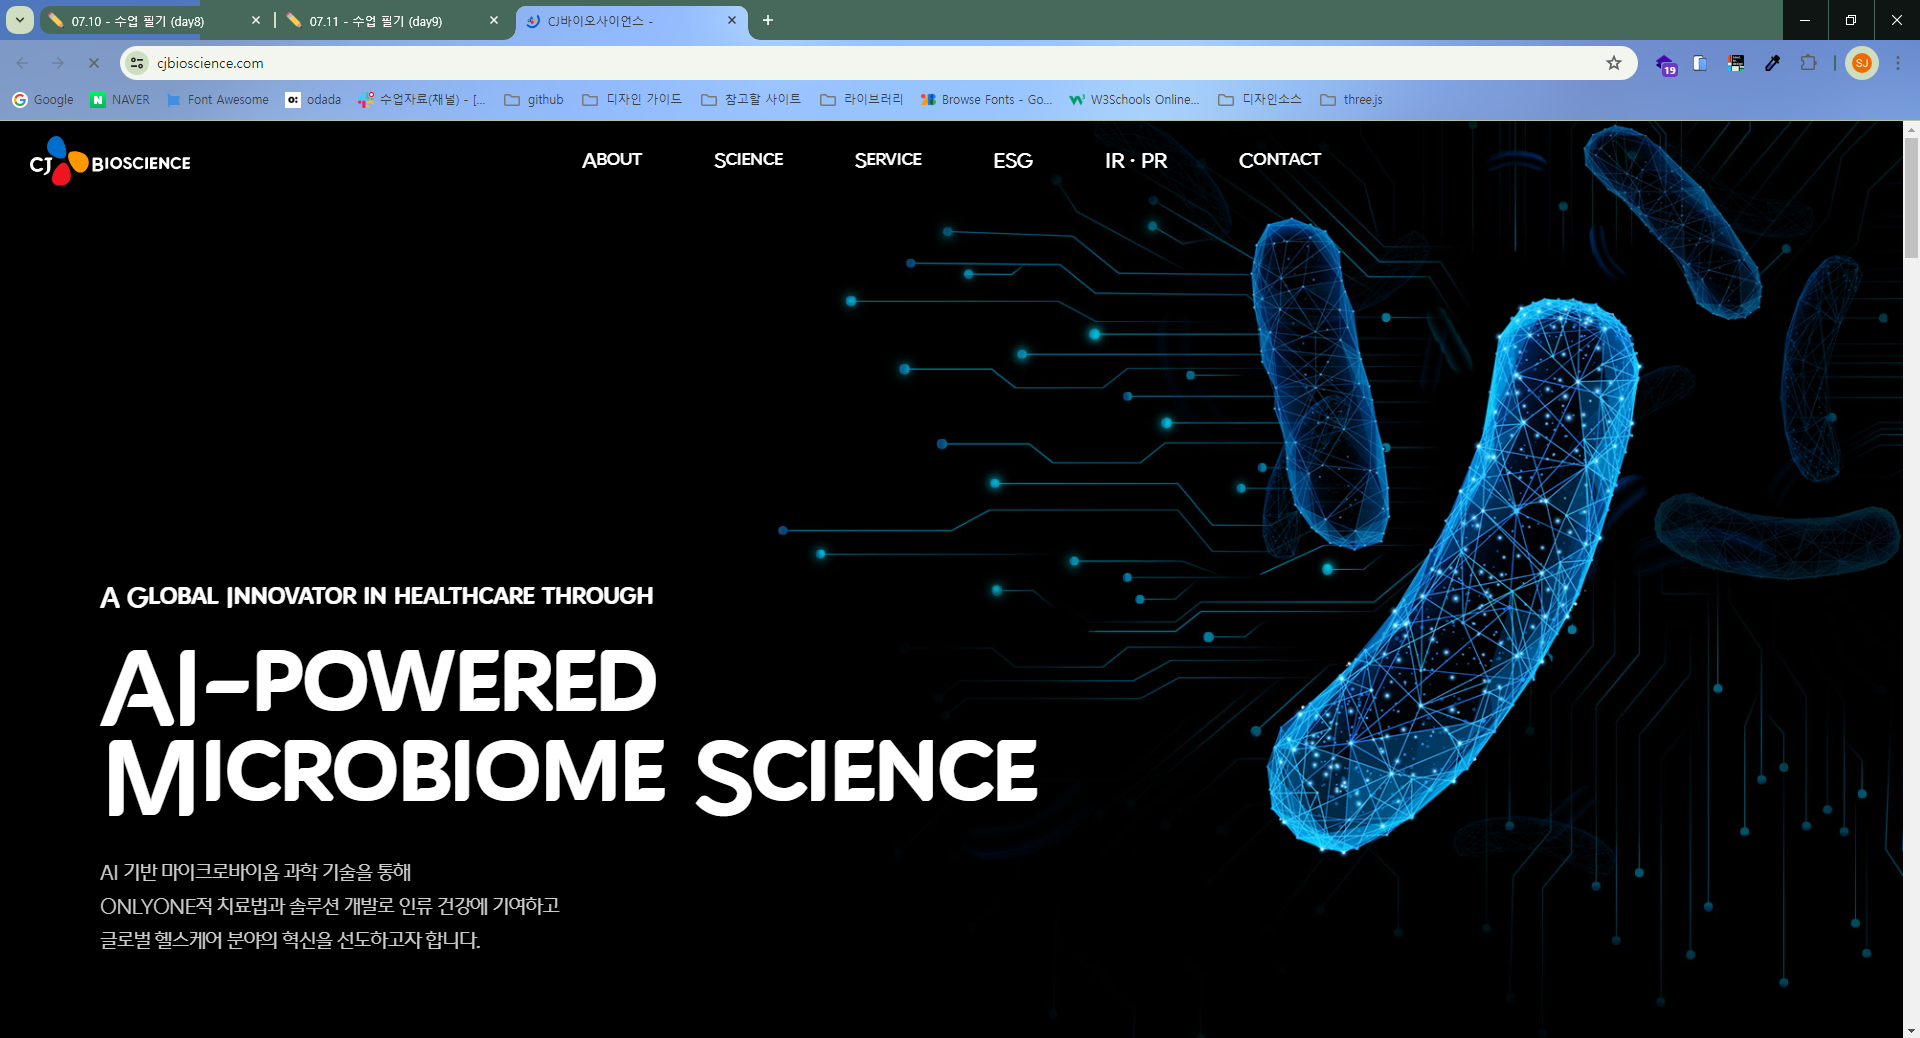 07.10 - 수업 필기 (day8)
07.11 - 수업 필기 (day9)
CJ바이오사이언스 -
cjbioscience.com
19
SJ
Google
NAVER
Font Awesome
odada
수업자료(채널) - [...
github
디자인 가이드
참고할 사이트
라이브러리
Browse Fonts - Go...
W3Schools Online...
디자인소스
three.js
CJ BIOSCIENCE
ABOUT
SCIENCE
SERVICE
ESG
IR · PR
CONTACT
A GLOBAL INNOVATOR IN HEALTHCARE THROUGH
AI-POWERED
MICROBIOME SCIENCE
AI 기반 마이크로바이옴 과학 기술을 통해
ONLYONE적 치료법과 솔루션 개발로 인류 건강에 기여하고
글로벌 헬스케어 분야의 혁신을 선도하고자 합니다.